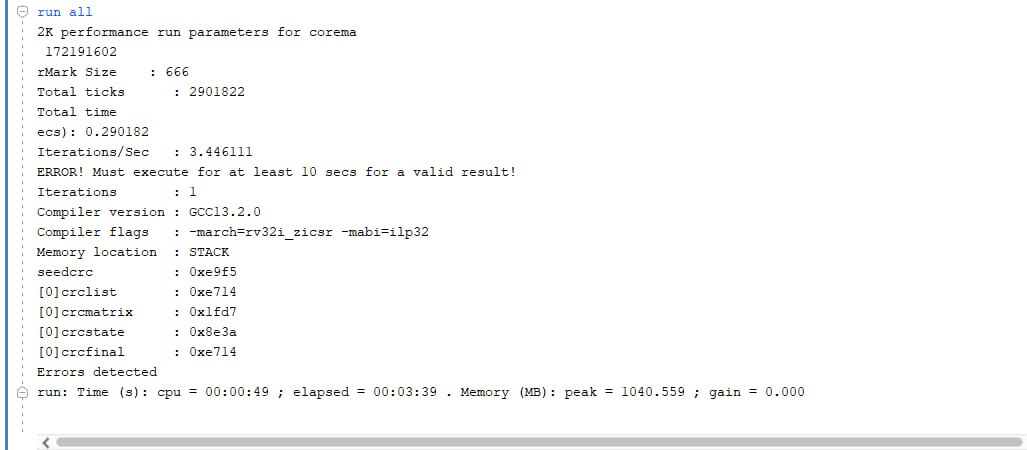 run all
2K performance run parameters for corema
172191602
rMark Size    : 666
Total ticks      : 2901822
Total time
ecs): 0.290182
Iterations/Sec   : 3.446111
ERROR! Must execute for at least 10 secs for a valid result!
Iterations       : 1
Compiler version : GCC13.2.0
Compiler flags   : -march=rv32i_zicsr -mabi=ilp32
Memory location  : STACK
seedcrc          : 0xe9f5
[0]crclist       : 0xe714
[0]crcmatrix     : 0x1fd7
[0]crcstate      : 0x8e3a
[0]crcfinal      : 0xe714
Errors detected
run: Time (s): cpu = 00:00:49 ; elapsed = 00:03:39 . Memory (MB): peak = 1040.559 ; gain = 0.000